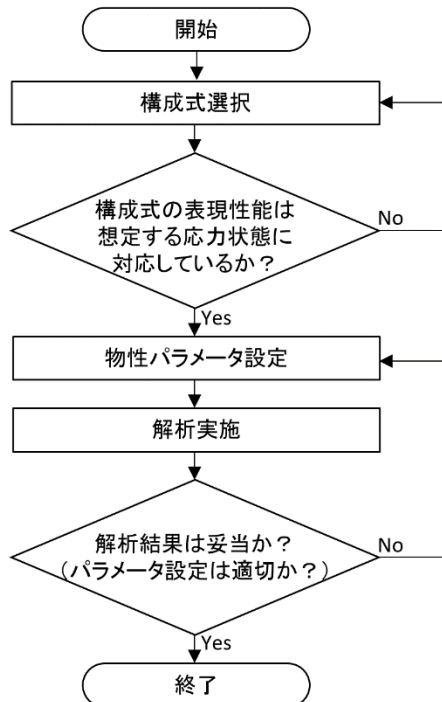 開始
構成式選択
構成式の表現性能は
想定する応力状態に
対応しているか？
No
Yes
物性パラメータ設定
解析実施
解析結果は妥当か？
（パラメータ設定は適切か？）
No
Yes
終了